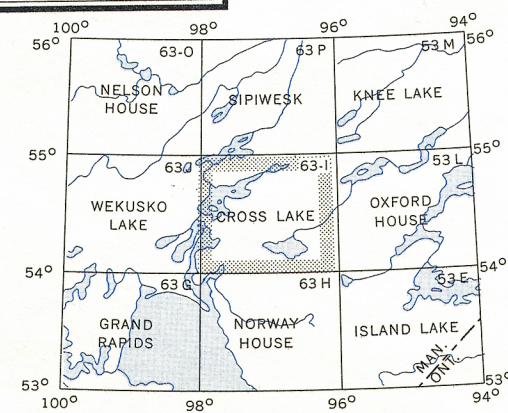 100° 98° 96° 94°
56° 63-O 63 P 53 M 56°
NELSON HOUSE
SIPIWESK
KNEE LAKE
55° 63 J 63-I 53 L 55°
WEKUSKO LAKE
CROSS LAKE
OXFORD HOUSE
54° 63 G 63 H 53 E 54°
GRAND RAPIDS
NORWAY HOUSE
ISLAND LAKE
MAN.
ONT.
53° 53°
100° 98° 96° 94°